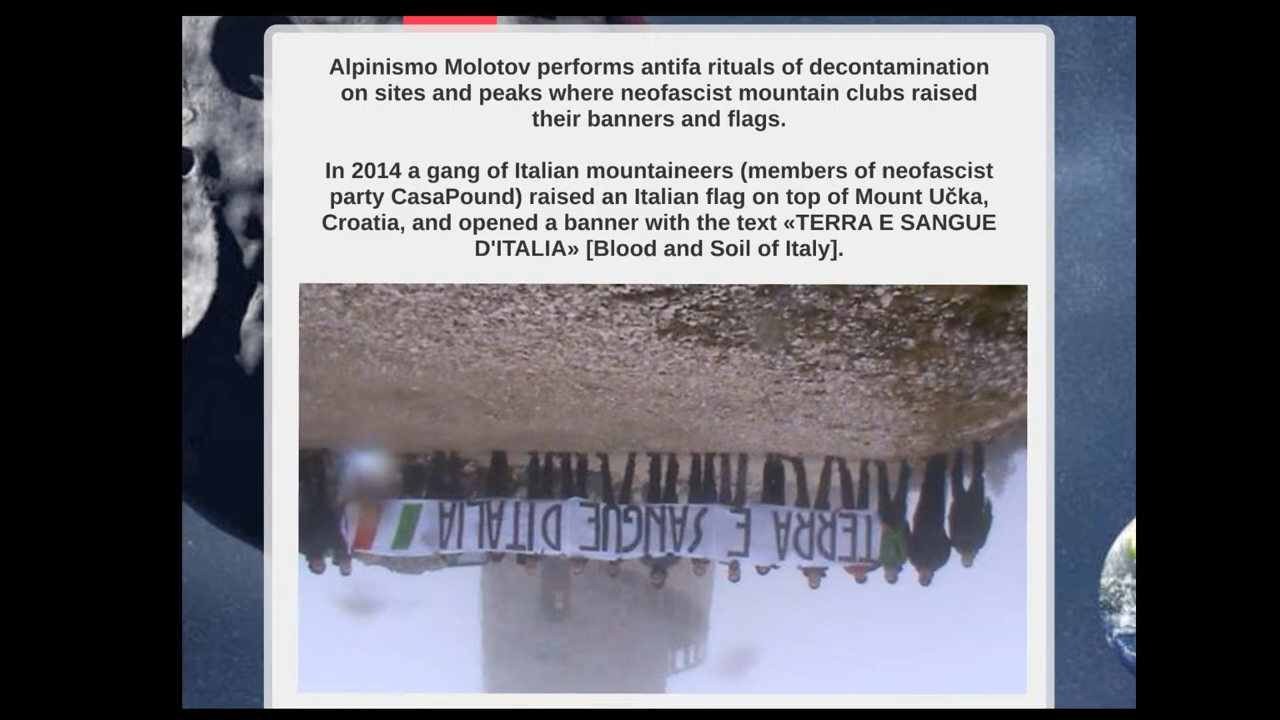 Alpinismo Molotov performs antifa rituals of decontamination
on sites and peaks where neofascist mountain clubs raised
their banners and flags.
In 2014 a gang of Italian mountaineers (members of neofascist
party CasaPound) raised an Italian flag on top of Mount Učka,
Croatia, and opened a banner with the text «TERRA E SANGUE
D'ITALIA» [Blood and Soil of Italy].
TERRA E SANGUE D'ITALIA